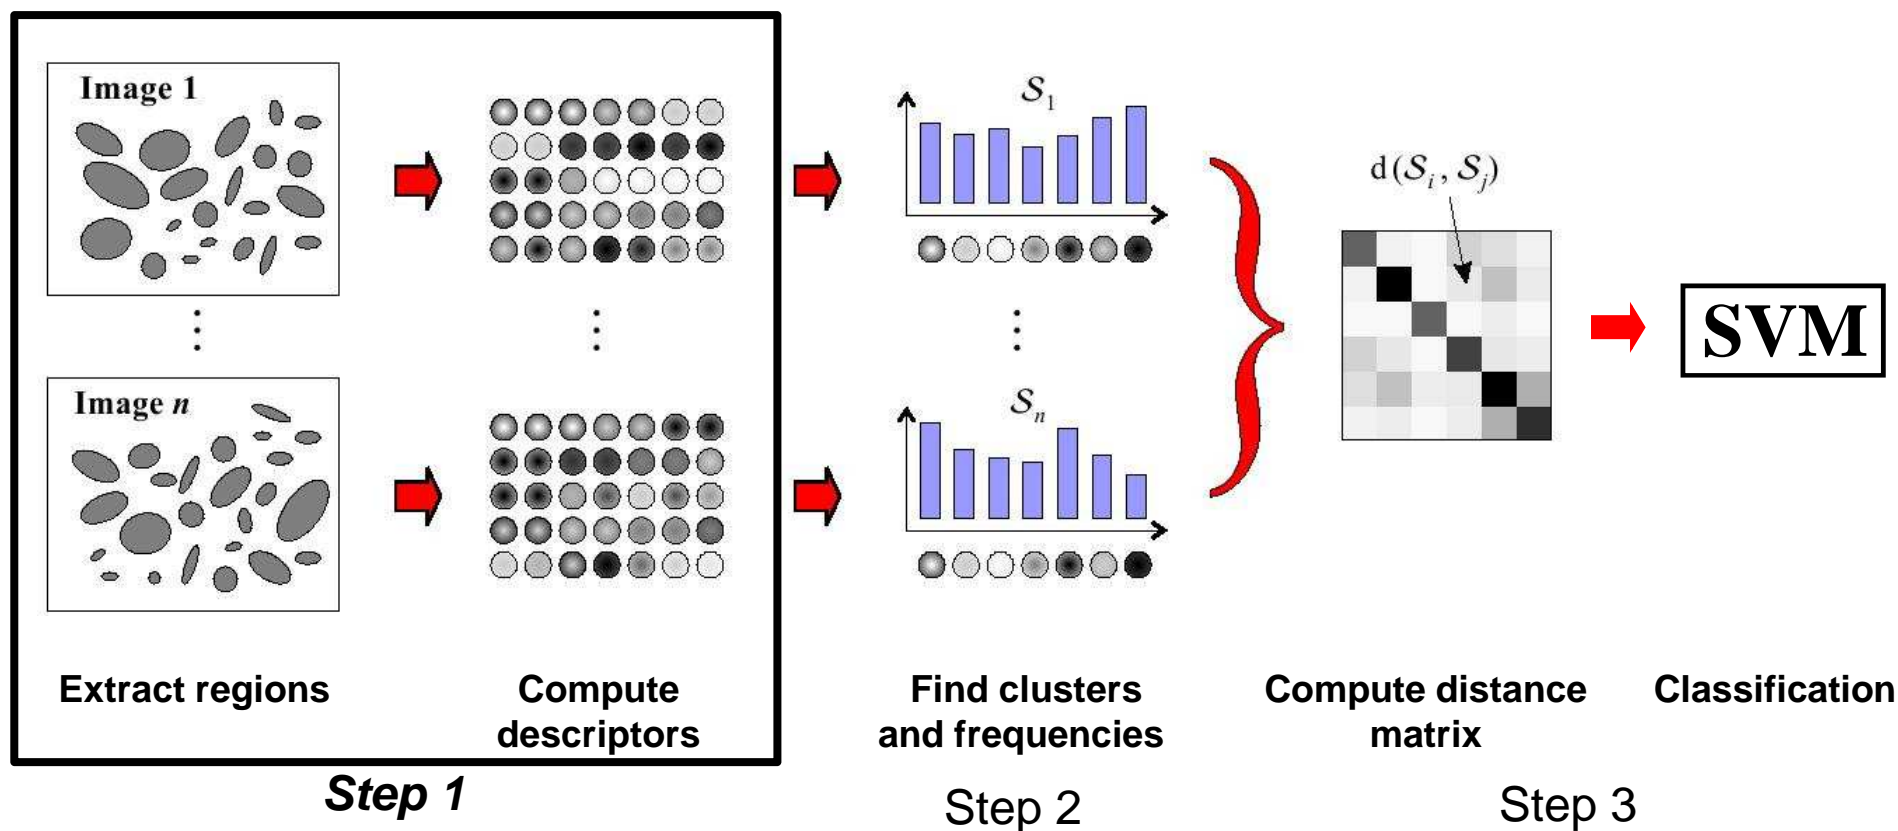 Image 1
S₁
d(Sᵢ, Sⱼ)
SVM
Image n
Sₙ
Extract regions
Compute
descriptors
Find clusters
and frequencies
Compute distance
matrix
Classification
Step 1
Step 2
Step 3